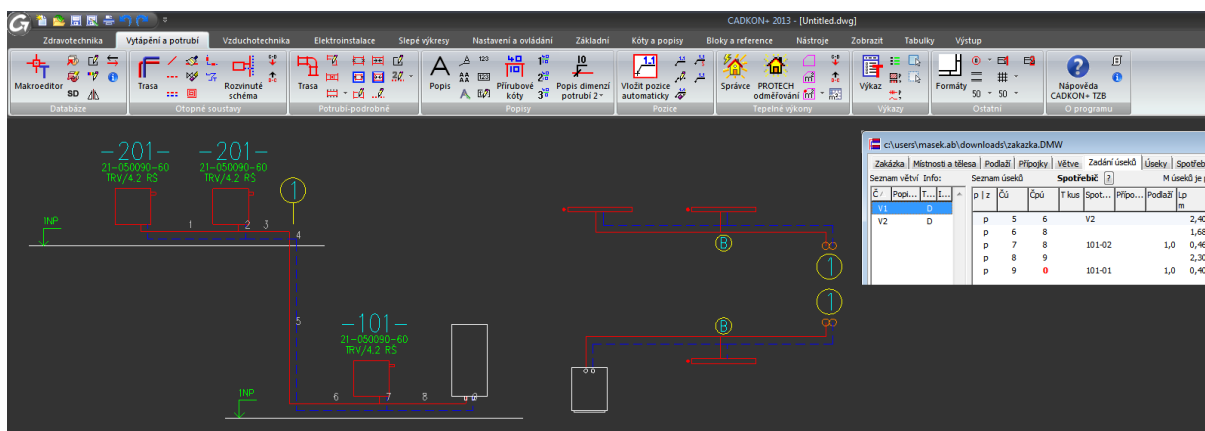 CADKON+ 2013 - [Untitled.dwg]
Zdravotechnika Vytápění a potrubí Vzduchotechnika Elektroinstalace Slepé výkresy Nastavení a ovládání Základní Kóty a popisy Bloky a reference Nástroje Zobrazit Tabulky Výstup
Makroeditor SD Trasa Rozvinuté schéma Trasa Popis Přírubové kóty Popis dimenzí potrubí 2 Vložit pozice automaticky Správce PROTECH odměřování Výkaz Formáty 50 50 Nápověda CADKON+ TZB
Databáze Otopné soustavy Potrubí-podrobné Popisy Pozice Tepelné výkony Výkazy Ostatní O programu
-201- -201-
21-050090-60 21-050090-60
TRV/4.2 RŠ TRV/4.2 RŠ
1
1NP
1 2 3
4
5
-101-
21-050090-60
TRV/4.2 RŠ
1NP
6 7 8 9
B
1
1
B
c:\users\masek.ab\downloads\zakazka.DMW
Zakázka Místnosti a tělesa Podlaží Přípojky Větve Zadání úseků Úseky Spotřeb
Seznam větví Info: Seznam úseků Spotřebič ? M úseků je p
Č Popi... T... I... p | z Čú Čpú T kus Spot... Přípo... Podlaží Lp
m
V1 D p 5 6 V2 2,40
V2 D p 6 8 1,68
p 7 8 101-02 1,0 0,46
p 8 9 2,30
p 9 0 101-01 1,0 0,40